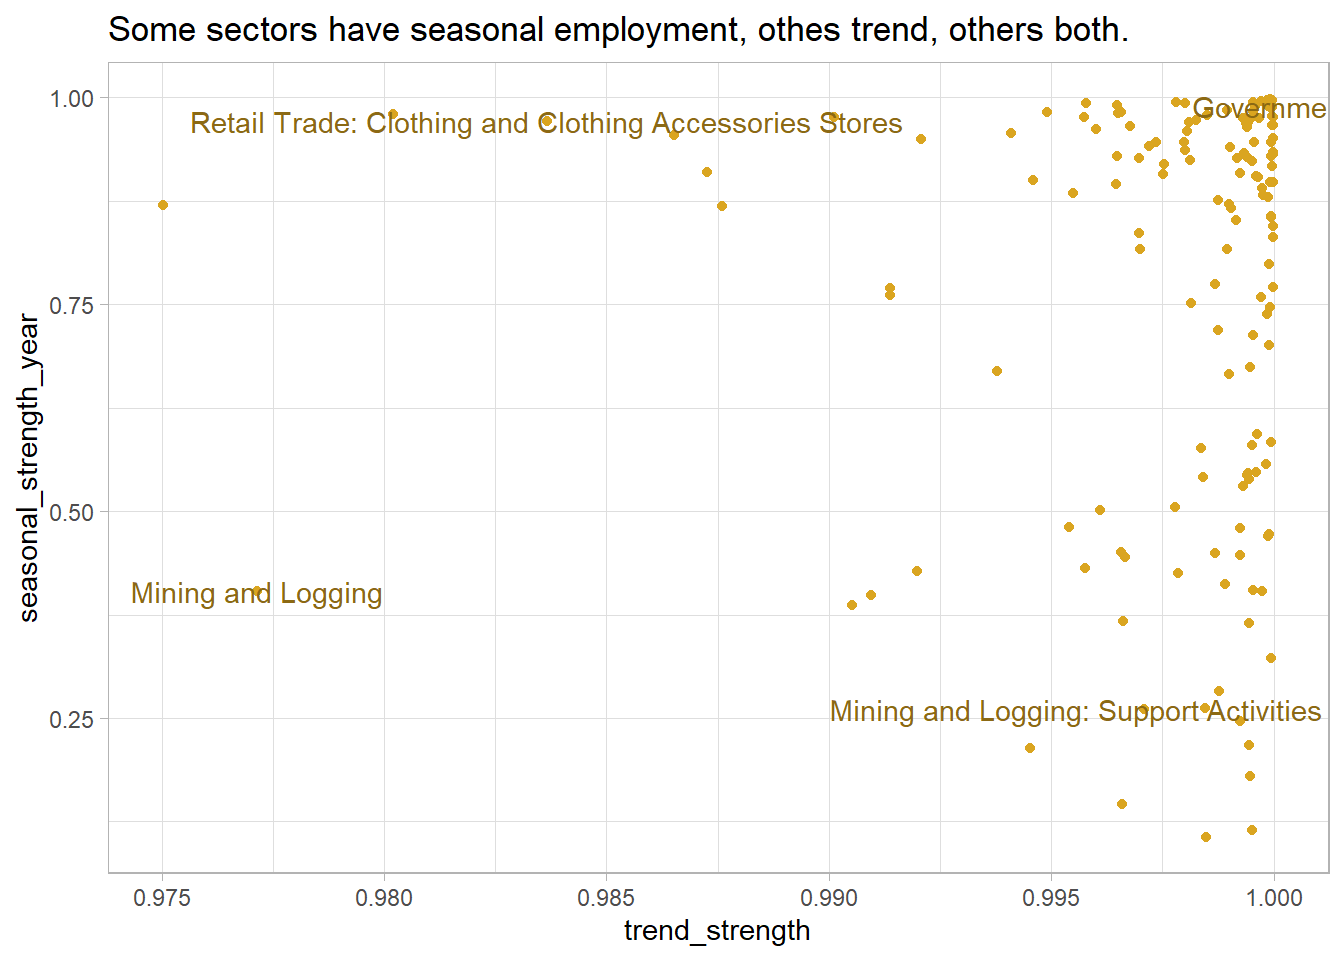 Some sectors have seasonal employment, othes trend, others both.
seasonal_strength_year
1.00
0.75
0.50
0.25
Retail Trade: Clothing and Clothing Accessories Stores
Governme
Mining and Logging
Mining and Logging: Support Activities
0.975 0.980 0.985 0.990 0.995 1.000
trend_strength